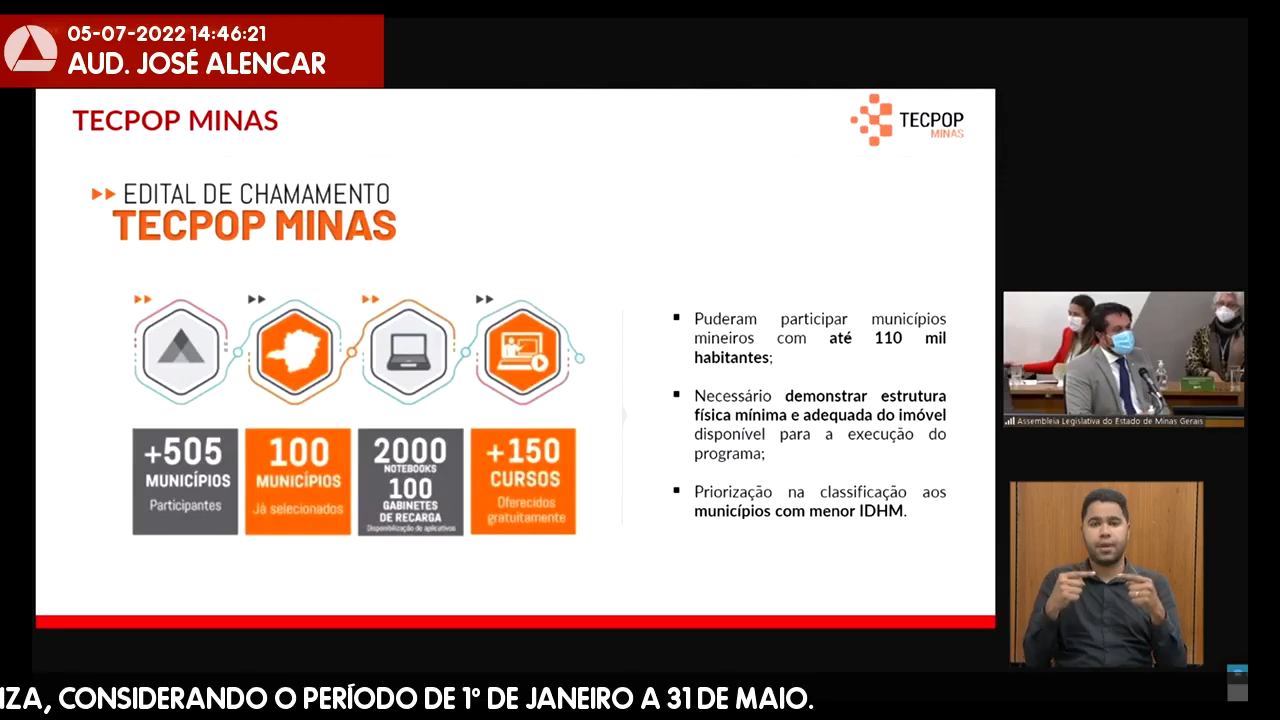 05-07-2022 14:46:21
AUD. JOSÉ ALENCAR
TECPOP MINAS
TECPOP
MINAS
EDITAL DE CHAMAMENTO
TECPOP MINAS
+505
MUNICÍPIOS
Participantes
100
MUNICÍPIOS
Já selecionados
2000
NOTEBOOKS
100
GABINETES
DE RECARGA
Disponibilização de aplicativos
+150
CURSOS
Oferecidos
gratuitamente
Puderam participar municípios
mineiros com até 110 mil
habitantes;
Necessário demonstrar estrutura
física mínima e adequada do imóvel
disponível para a execução do
programa;
Priorização na classificação aos
municípios com menor IDHM.
Assembleia Legislativa do Estado de Minas Gerais
NZA, CONSIDERANDO O PERÍODO DE 1º DE JANEIRO A 31 DE MAIO.